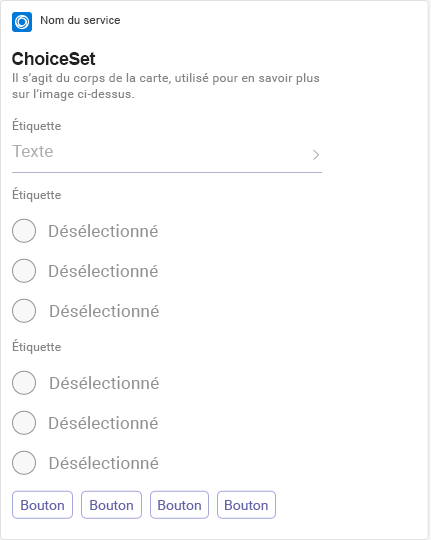 Nom du service
ChoiceSet
Il s’agit du corps de la carte, utilisé pour en savoir plus
sur l’image ci-dessus.
Étiquette
Texte
Étiquette
Désélectionné
Désélectionné
Désélectionné
Étiquette
Désélectionné
Désélectionné
Désélectionné
Bouton Bouton Bouton Bouton